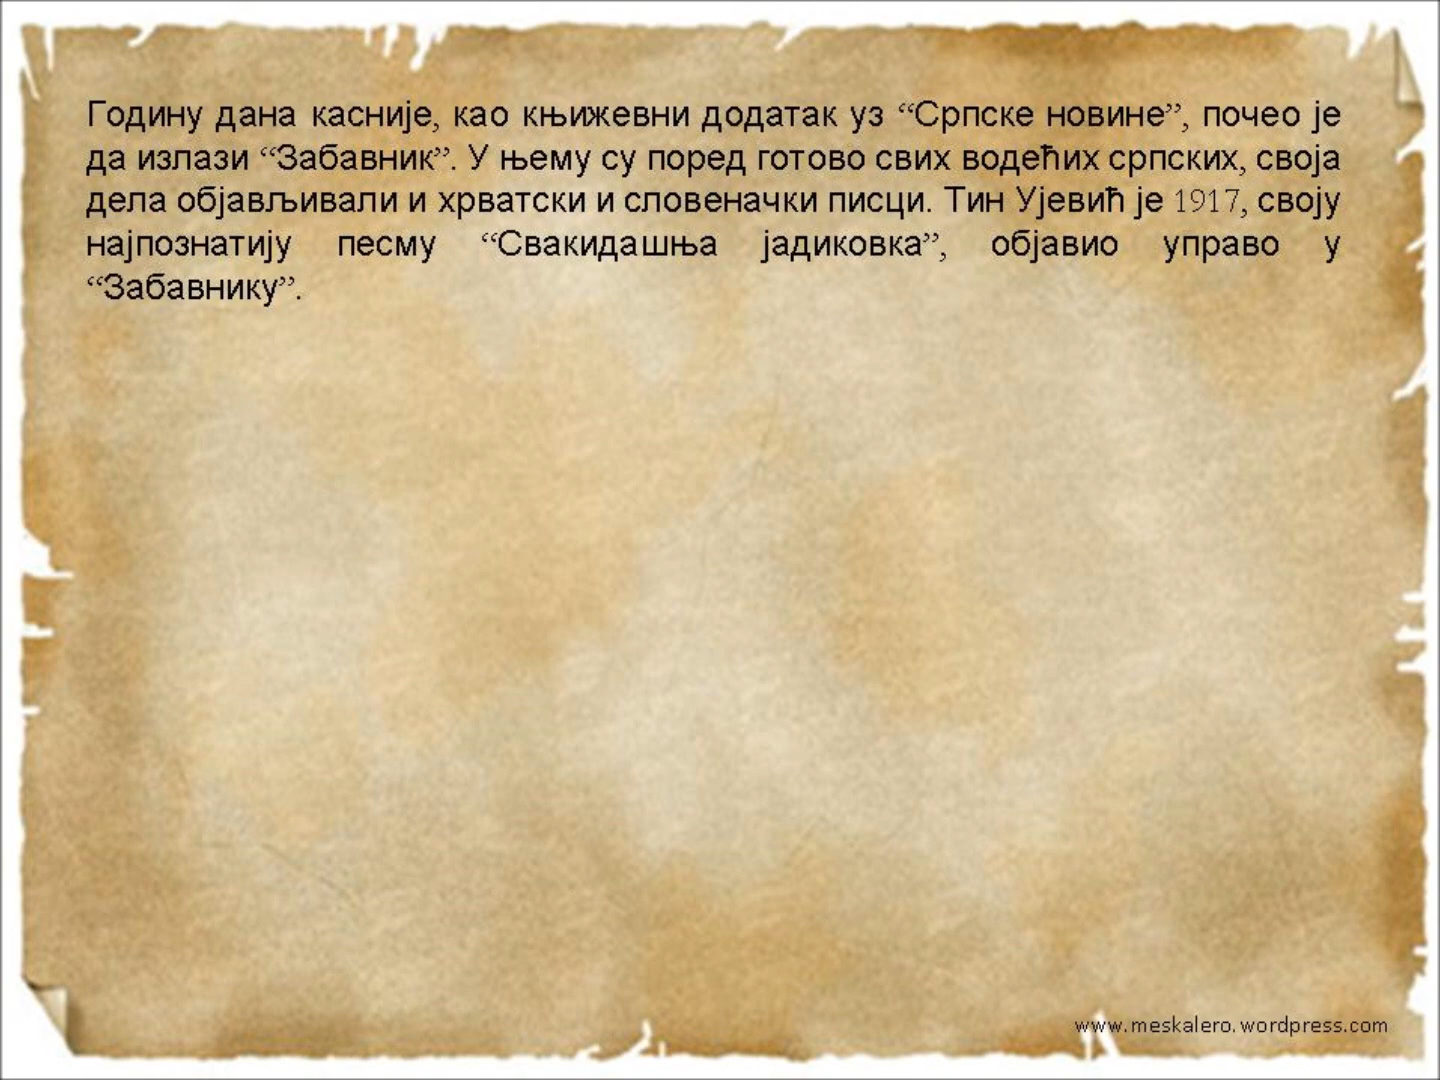 Годину дана касније, као књижевни додатак уз “Српске новине”, почео је
да излази “Забавник”. У њему су поред готово свих водећих српских, своја
дела објављивали и хрватски и словеначки писци. Тин Ујевић је 1917, своју
најпознатију песму “Свакидашња јадиковка”, објавио управо у
“Забавнику”.
www.meskalero.wordpress.com